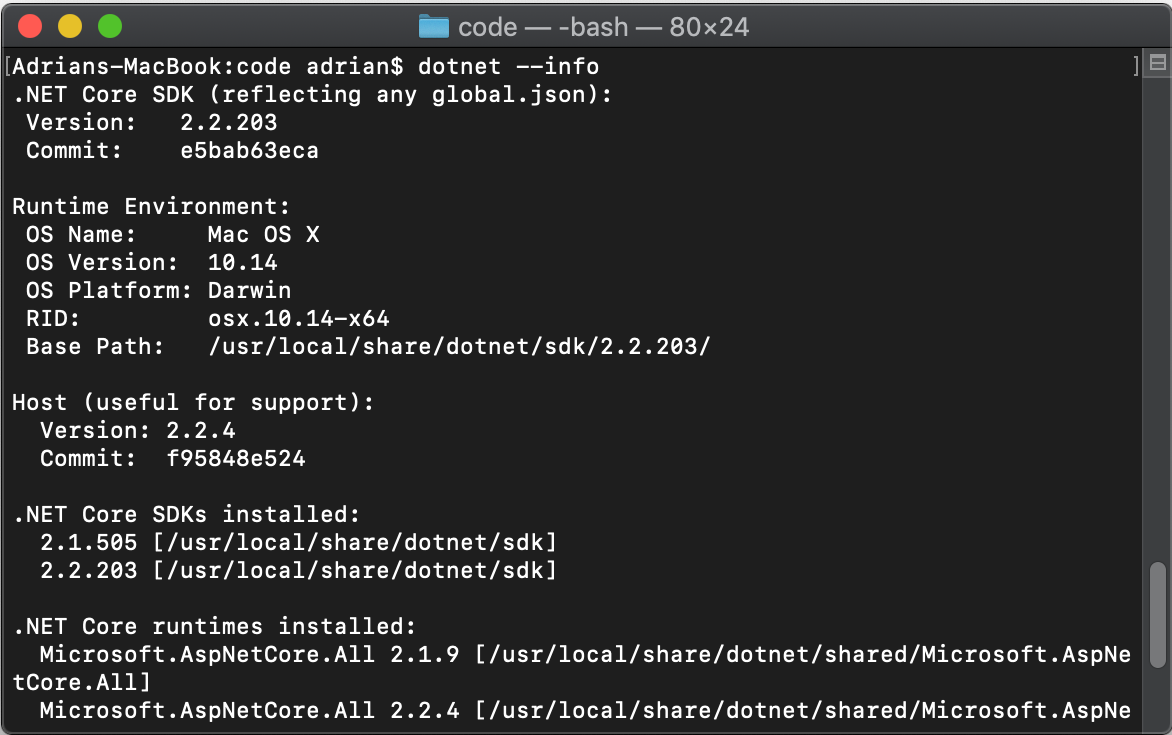 code — -bash — 80×24
[Adrians-MacBook:code adrian$ dotnet --info ]
.NET Core SDK (reflecting any global.json):
Version: 2.2.203
Commit: e5bab63eca
Runtime Environment:
OS Name: Mac OS X
OS Version: 10.14
OS Platform: Darwin
RID: osx.10.14-x64
Base Path: /usr/local/share/dotnet/sdk/2.2.203/
Host (useful for support):
Version: 2.2.4
Commit: f95848e524
.NET Core SDKs installed:
2.1.505 [/usr/local/share/dotnet/sdk]
2.2.203 [/usr/local/share/dotnet/sdk]
.NET Core runtimes installed:
Microsoft.AspNetCore.All 2.1.9 [/usr/local/share/dotnet/shared/Microsoft.AspNe
tCore.All]
Microsoft.AspNetCore.All 2.2.4 [/usr/local/share/dotnet/shared/Microsoft.AspNe